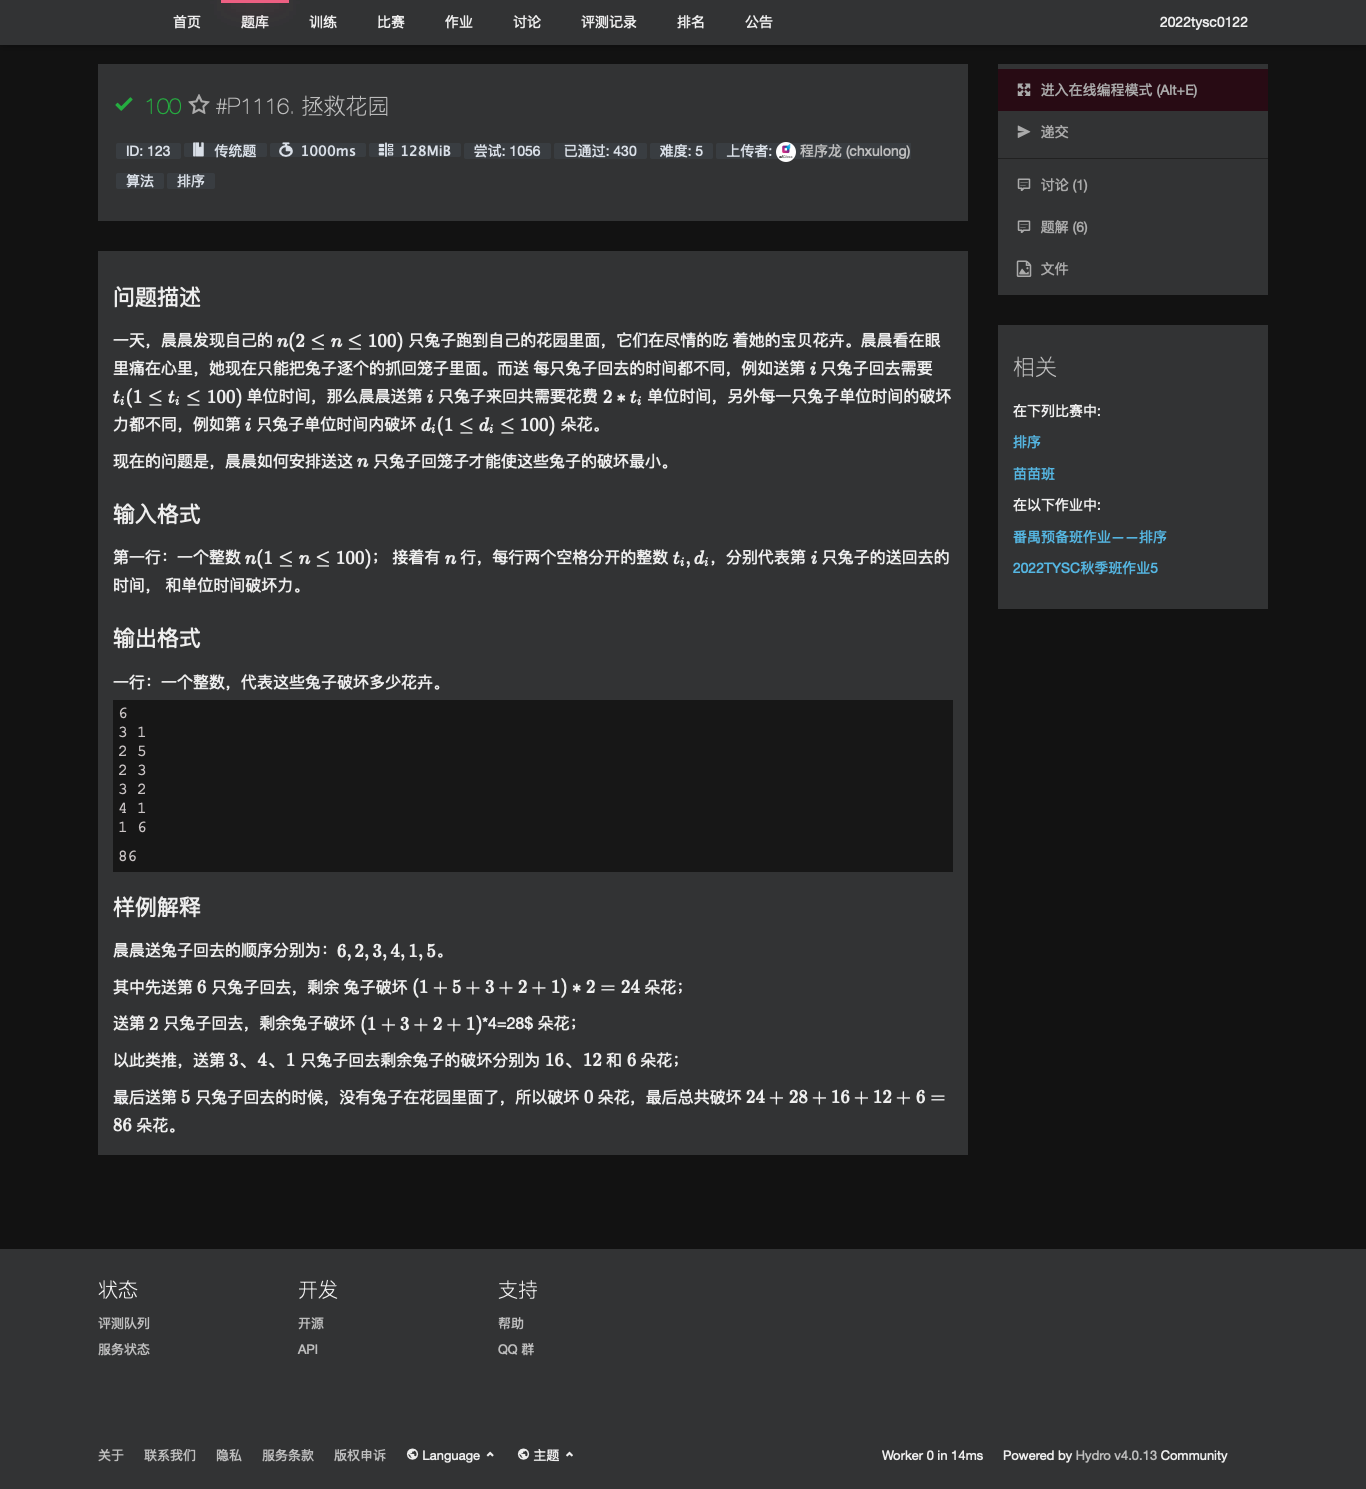 首页 题库 训练 比赛 作业 讨论 评测记录 排名 公告 2022tysc0122
100 #P1116. 拯救花园
ID: 123 传统题 1000ms 128MiB 尝试: 1056 已通过: 430 难度: 5 上传者: 程序龙 (chxulong)
算法 排序
问题描述
一天，晨晨发现自己的 n(2 ≤ n ≤ 100) 只兔子跑到自己的花园里面，它们在尽情的吃 着她的宝贝花卉。晨晨看在眼
里痛在心里，她现在只能把兔子逐个的抓回笼子里面。而送 每只兔子回去的时间都不同，例如送第 i 只兔子回去需要
t_i(1 ≤ t_i ≤ 100) 单位时间，那么晨晨送第 i 只兔子来回共需要花费 2 * t_i 单位时间，另外每一只兔子单位时间的破坏
力都不同，例如第 i 只兔子单位时间内破坏 d_i(1 ≤ d_i ≤ 100) 朵花。
现在的问题是，晨晨如何安排送这 n 只兔子回笼子才能使这些兔子的破坏最小。
输入格式
第一行：一个整数 n(1 ≤ n ≤ 100)； 接着有 n 行，每行两个空格分开的整数 t_i, d_i，分别代表第 i 只兔子的送回去的
时间， 和单位时间破坏力。
输出格式
一行：一个整数，代表这些兔子破坏多少花卉。
6
3 1
2 5
2 3
3 2
4 1
1 6
86
样例解释
晨晨送兔子回去的顺序分别为：6, 2, 3, 4, 1, 5。
其中先送第 6 只兔子回去，剩余 兔子破坏 (1 + 5 + 3 + 2 + 1) * 2 = 24 朵花；
送第 2 只兔子回去，剩余兔子破坏 (1 + 3 + 2 + 1)*4=28$ 朵花；
以此类推，送第 3、4、1 只兔子回去剩余兔子的破坏分别为 16、12 和 6 朵花；
最后送第 5 只兔子回去的时候，没有兔子在花园里面了，所以破坏 0 朵花，最后总共破坏 24 + 28 + 16 + 12 + 6 =
86 朵花。
进入在线编程模式 (Alt+E)
递交
讨论 (1)
题解 (6)
文件
相关
在下列比赛中:
排序
苗苗班
在以下作业中:
番禺预备班作业——排序
2022TYSC秋季班作业5
状态
评测队列
服务状态
开发
开源
API
支持
帮助
QQ 群
关于 联系我们 隐私 服务条款 版权申诉 Language 主题 Worker 0 in 14ms Powered by Hydro v4.0.13 Community